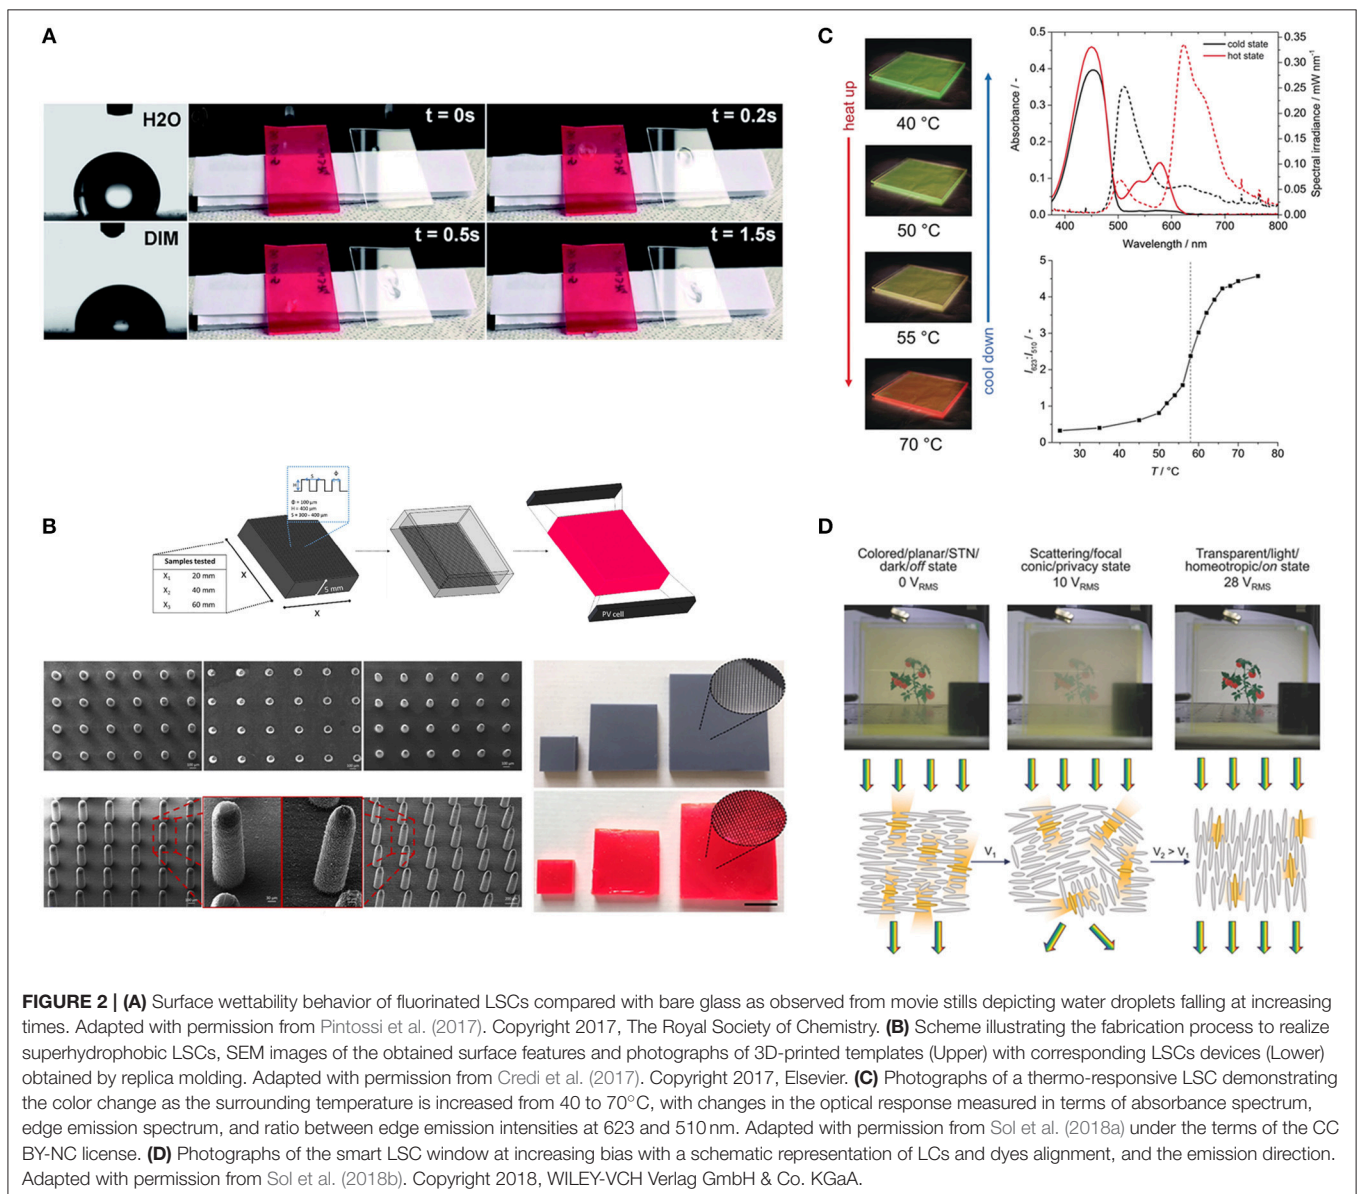 A
H2O
t = 0s
t = 0.2s
DIM
t = 0.5s
t = 1.5s
B
S
Φ
H
Φ = 100 µm
H = 400 µm
S = 300 - 400 µm
Samples tested
X₁ 20 mm
X₂ 40 mm
X₃ 60 mm
X
5 mm
X
PV cell
C
heat up
40 °C
50 °C
55 °C
70 °C
cool down
cold state
hot state
Absorbance / -
0.5
0.4
0.3
0.2
0.1
0.0
Spectral irradiance / mW nm⁻¹
0.35
0.30
0.25
0.20
0.15
0.10
0.05
0.00
400 500 600 700 800
Wavelength / nm
I₆₂₃:I₅₁₀ / -
5
4
3
2
1
0
30 40 50 60 70 80
T / °C
D
Colored/planar/STN/
dark/off state
0 VRMS
Scattering/focal
conic/privacy state
10 VRMS
Transparent/light/
homeotropic/on state
28 VRMS
V₁
V₂ > V₁
FIGURE 2 | (A) Surface wettability behavior of fluorinated LSCs compared with bare glass as observed from movie stills depicting water droplets falling at increasing
times. Adapted with permission from Pintossi et al. (2017). Copyright 2017, The Royal Society of Chemistry. (B) Scheme illustrating the fabrication process to realize
superhydrophobic LSCs, SEM images of the obtained surface features and photographs of 3D-printed templates (Upper) with corresponding LSCs devices (Lower)
obtained by replica molding. Adapted with permission from Credi et al. (2017). Copyright 2017, Elsevier. (C) Photographs of a thermo-responsive LSC demonstrating
the color change as the surrounding temperature is increased from 40 to 70°C, with changes in the optical response measured in terms of absorbance spectrum,
edge emission spectrum, and ratio between edge emission intensities at 623 and 510 nm. Adapted with permission from Sol et al. (2018a) under the terms of the CC
BY-NC license. (D) Photographs of the smart LSC window at increasing bias with a schematic representation of LCs and dyes alignment, and the emission direction.
Adapted with permission from Sol et al. (2018b). Copyright 2018, WILEY-VCH Verlag GmbH & Co. KGaA.